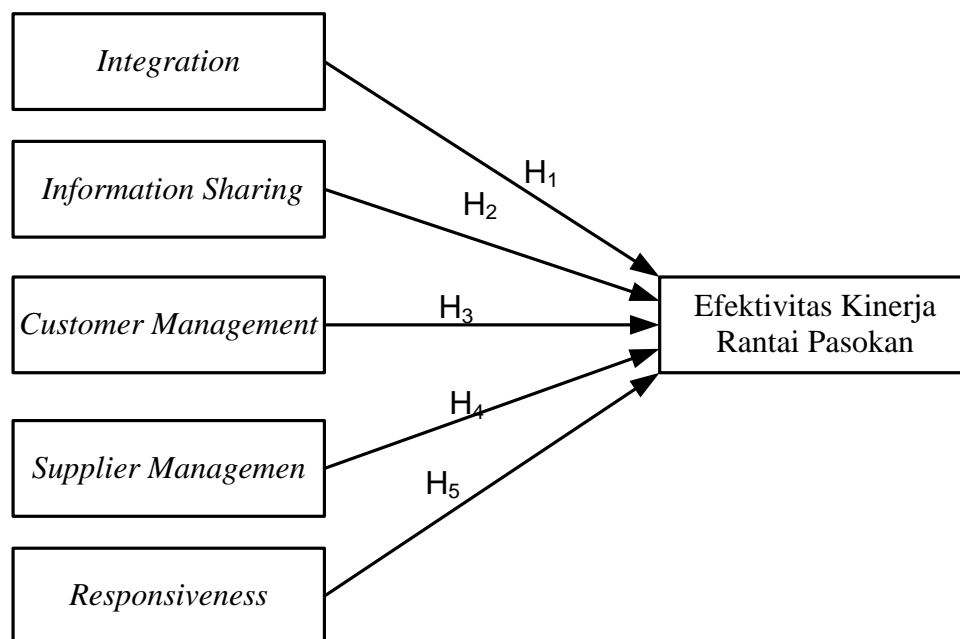 Integration
H₁
Information Sharing
H₂
Customer Management
H₃
Efektivitas Kinerja
Rantai Pasokan
Supplier Managemen
H₄
H₅
Responsiveness